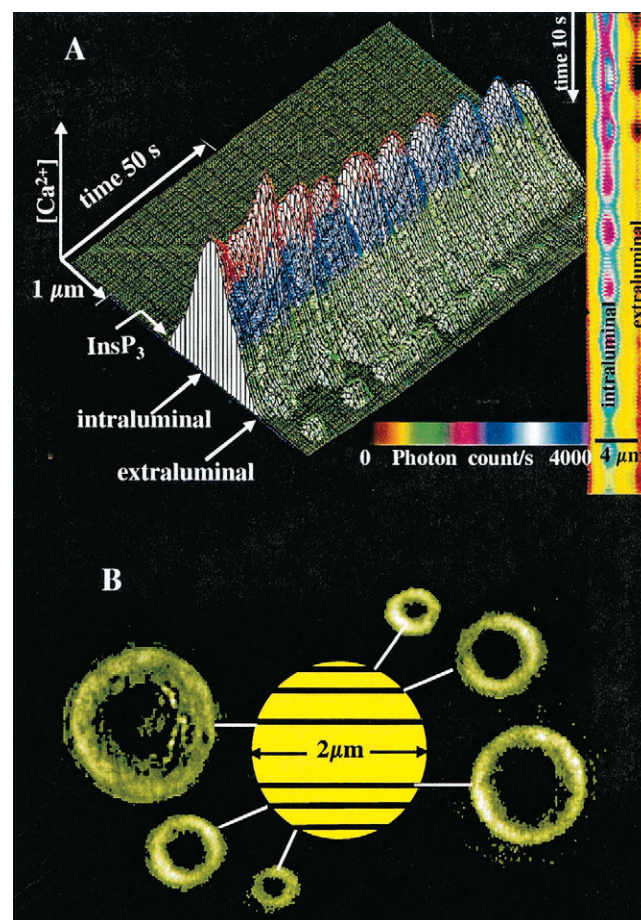 A
[Ca²⁺]
time 50 s
1 µm
InsP₃
intraluminal
extraluminal
time 10 s
intraluminal
extraluminal
4 µm
0 Photon count/s 4000
B
2µm